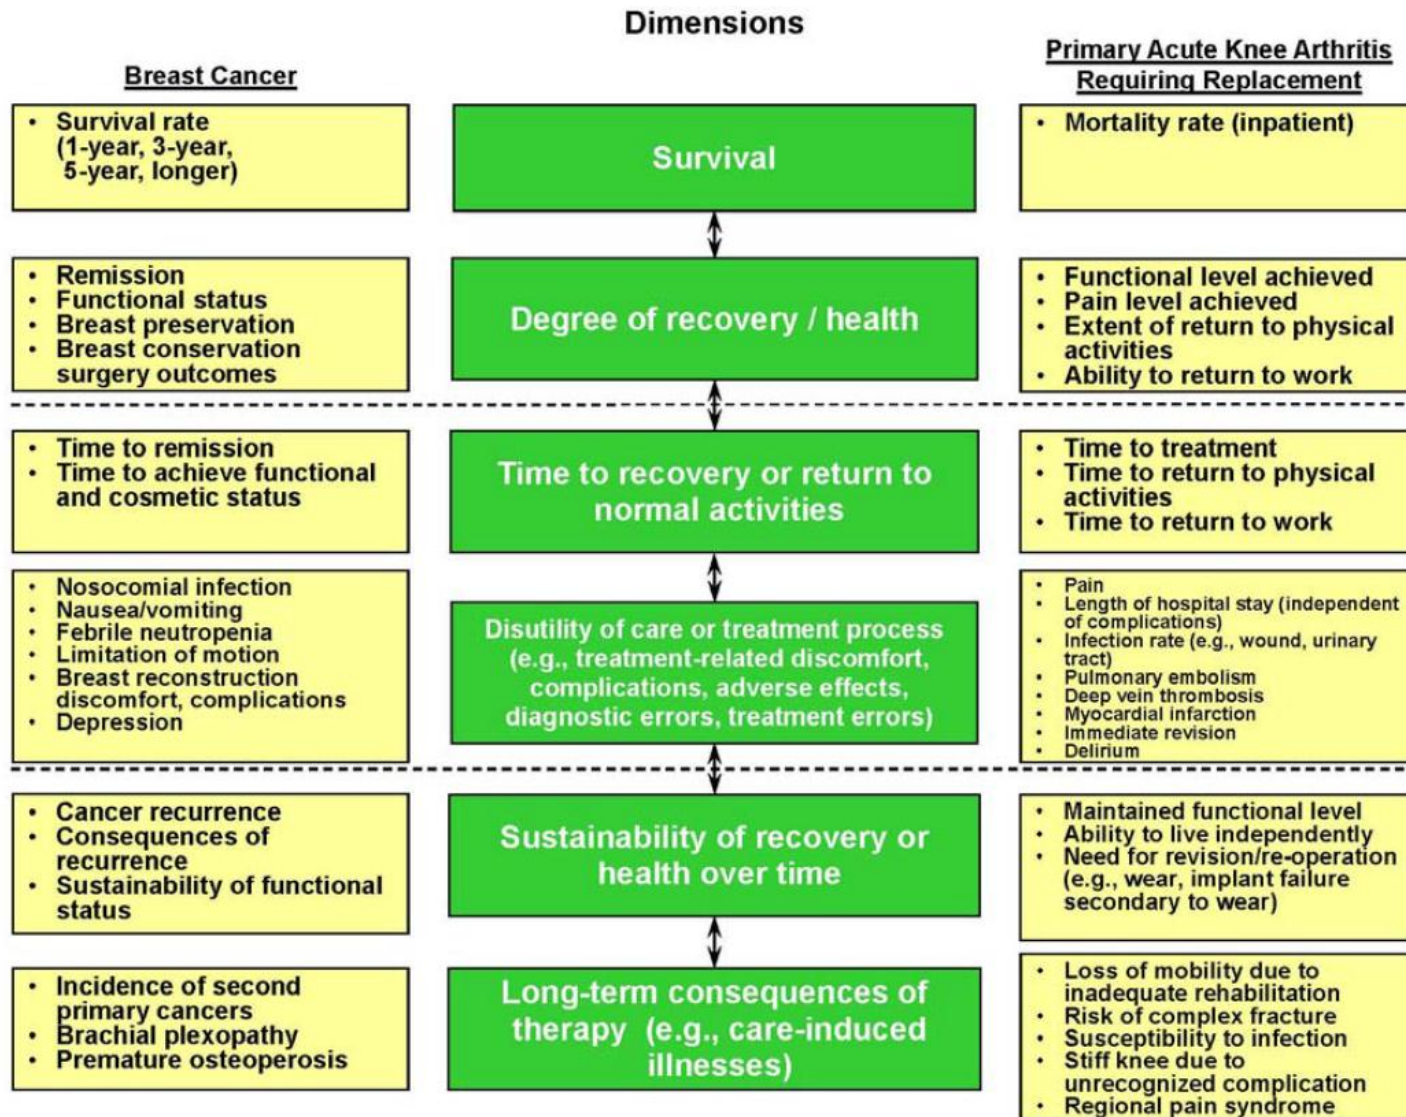 Dimensions
Breast Cancer
Primary Acute Knee Arthritis
Requiring Replacement
• Survival rate
(1-year, 3-year,
5-year, longer)
Survival
• Mortality rate (inpatient)
• Remission
• Functional status
• Breast preservation
• Breast conservation
surgery outcomes
Degree of recovery / health
• Functional level achieved
• Pain level achieved
• Extent of return to physical
activities
• Ability to return to work
• Time to remission
• Time to achieve functional
and cosmetic status
Time to recovery or return to
normal activities
• Time to treatment
• Time to return to physical
activities
• Time to return to work
• Nosocomial infection
• Nausea/vomiting
• Febrile neutropenia
• Limitation of motion
• Breast reconstruction
discomfort, complications
• Depression
Disutility of care or treatment process
(e.g., treatment-related discomfort,
complications, adverse effects,
diagnostic errors, treatment errors)
• Pain
• Length of hospital stay (independent
of complications)
• Infection rate (e.g., wound, urinary
tract)
• Pulmonary embolism
• Deep vein thrombosis
• Myocardial infarction
• Immediate revision
• Delirium
• Cancer recurrence
• Consequences of
recurrence
• Sustainability of functional
status
Sustainability of recovery or
health over time
• Maintained functional level
• Ability to live independently
• Need for revision/re-operation
(e.g., wear, implant failure
secondary to wear)
• Incidence of second
primary cancers
• Brachial plexopathy
• Premature osteoperosis
Long-term consequences of
therapy (e.g., care-induced
illnesses)
• Loss of mobility due to
inadequate rehabilitation
• Risk of complex fracture
• Susceptibility to infection
• Stiff knee due to
unrecognized complication
• Regional pain syndrome